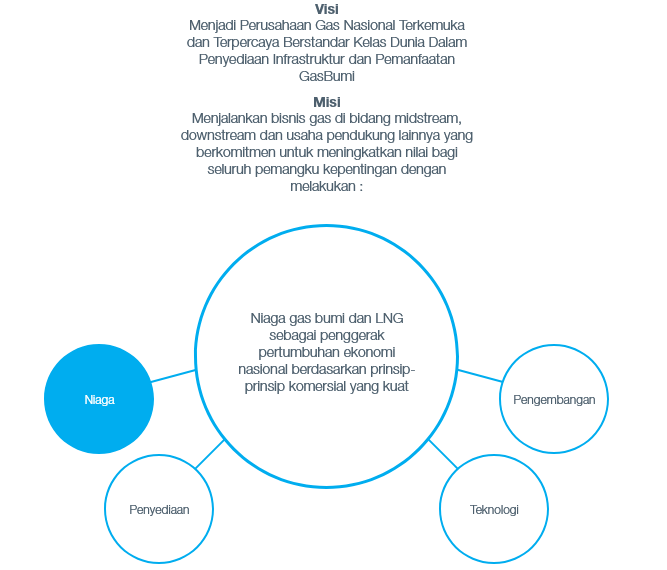 Visi
Menjadi Perusahaan Gas Nasional Terkemuka
dan Terpercaya Berstandar Kelas Dunia Dalam
Penyediaan Infrastruktur dan Pemanfaatan
GasBumi
Misi
Menjalankan bisnis gas di bidang midstream,
downstream dan usaha pendukung lainnya yang
berkomitmen untuk meningkatkan nilai bagi
seluruh pemangku kepentingan dengan
melakukan :
Niaga gas bumi dan LNG
sebagai penggerak
pertumbuhan ekonomi
nasional berdasarkan prinsip-
prinsip komersial yang kuat
Niaga
Pengembangan
Penyediaan
Teknologi